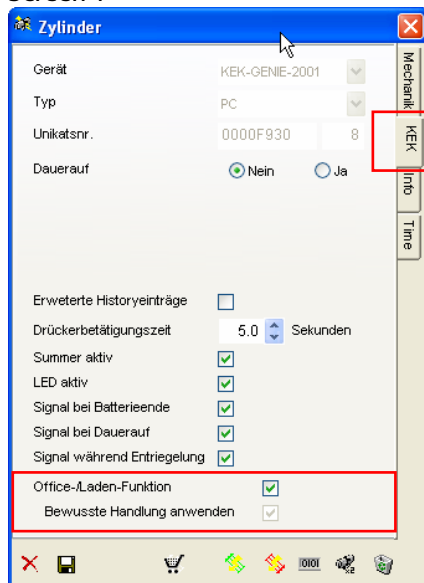 Zylinder
Gerät KEK-GENIE-2001
Typ PC
Unikatsnr. 0000F930 8
Dauerauf Nein Ja
Erweterte Historyeinträge
Drückerbetätigungszeit 5.0 Sekunden
Summer aktiv
LED aktiv
Signal bei Batterieende
Signal bei Dauerauf
Signal während Entriegelung
Office-/Laden-Funktion
Bewusste Handlung anwenden
Mechanik
KEK
Info
Time
0101
x2